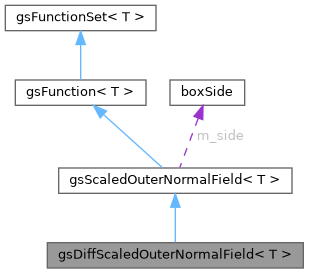 gsFunctionSet< T >
gsFunction< T >
boxSide
m_side
gsScaledOuterNormalField< T >
gsDiffScaledOuterNormalField< T >